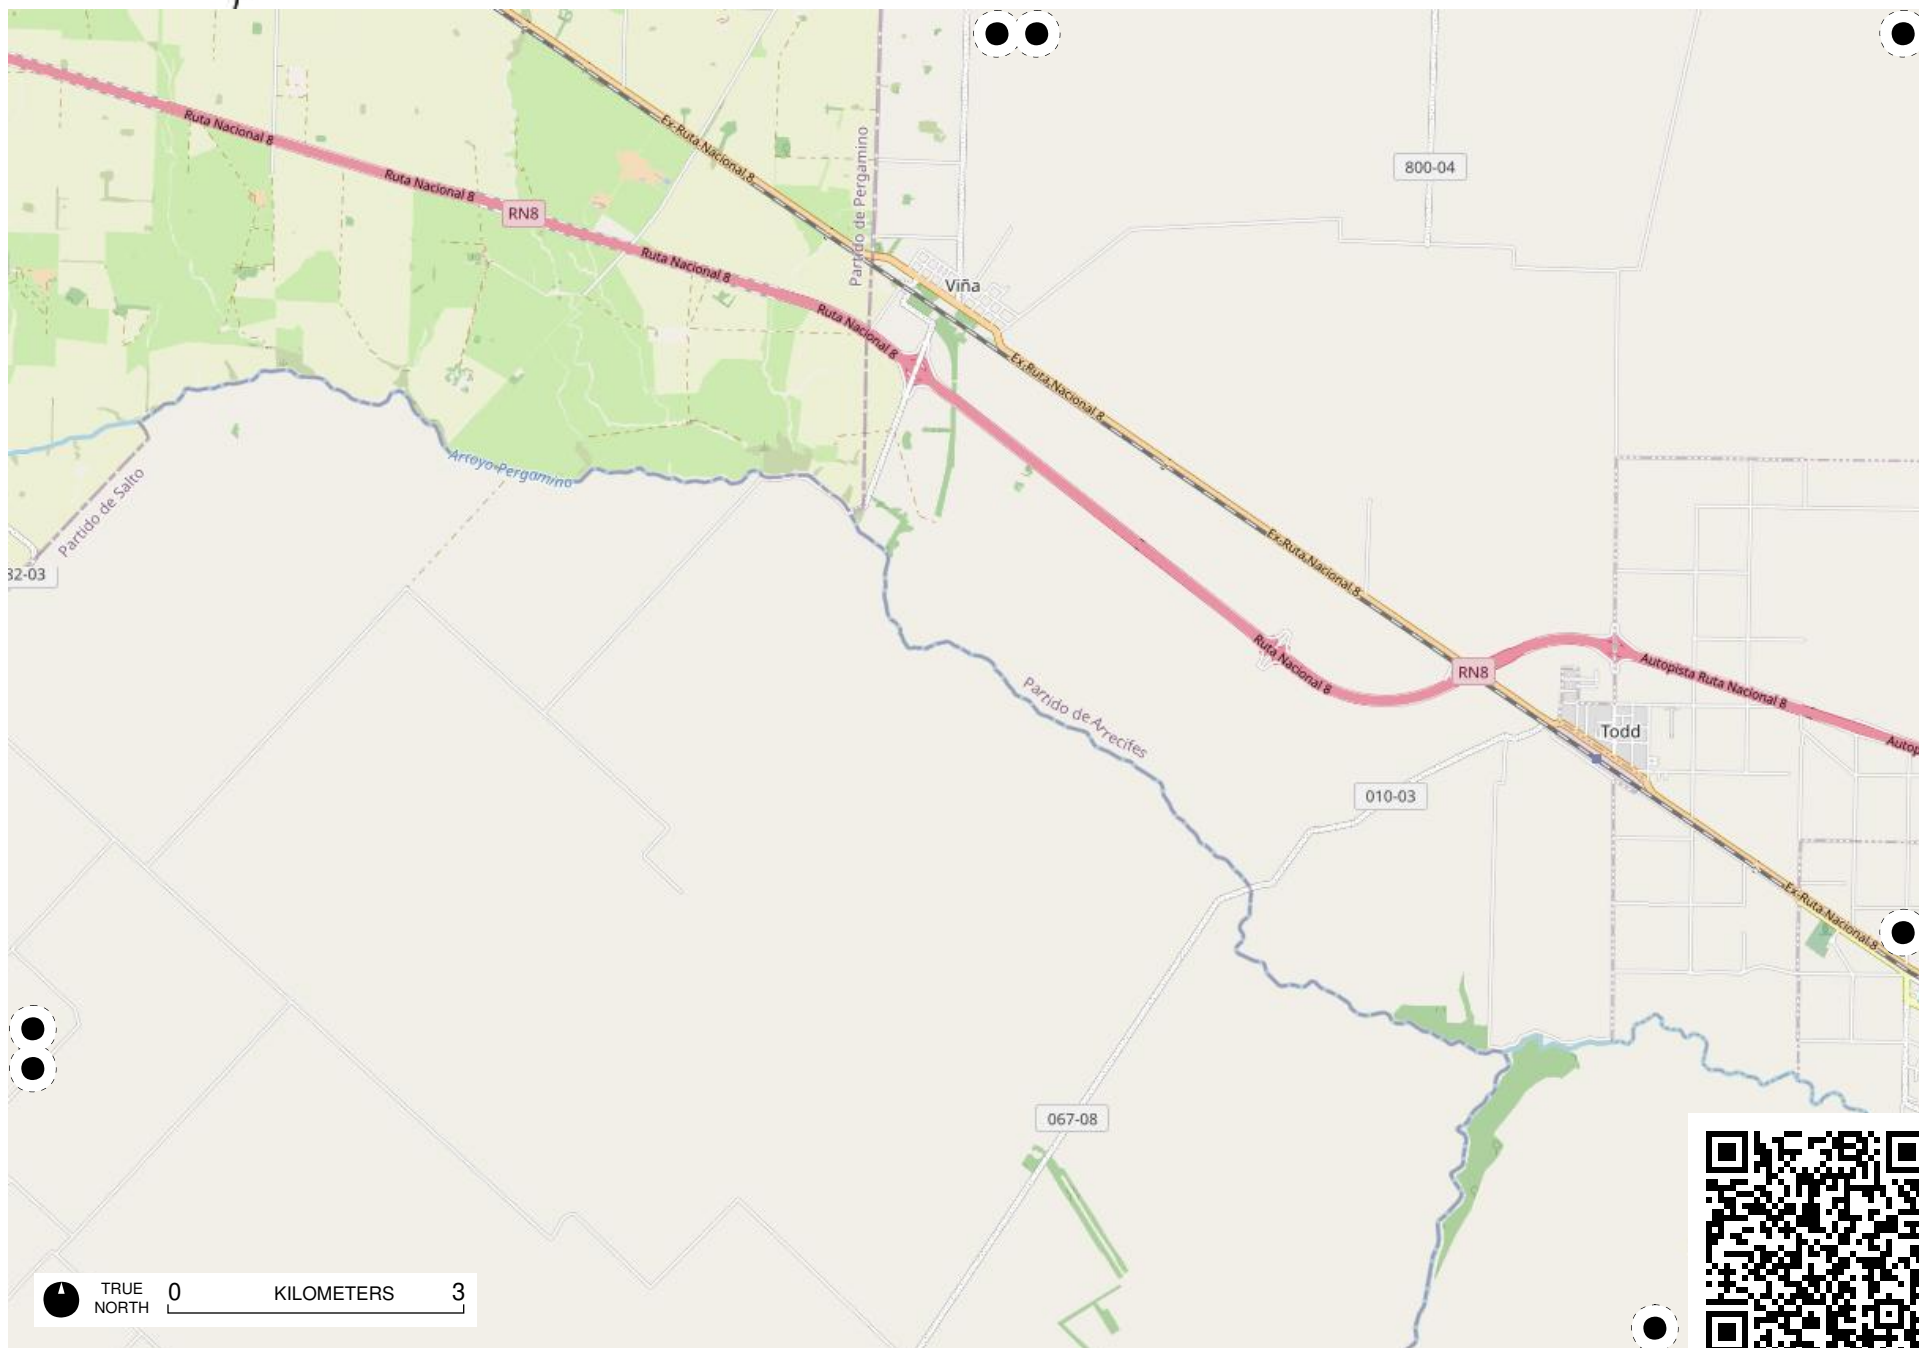 Ruta Nacional 8
Ex-Ruta Nacional 8
Partido de Pergamino
800-04
Ruta Nacional 8
RN8
Ruta Nacional 8
Viña
Ruta Nacional 8
Ex-Ruta Nacional 8
Arroyo Pergamino
Partido de Salto
Ex-Ruta Nacional 8
32-03
Ruta Nacional 8
RN8
Autopista Ruta Nacional 8
Partido de Arrecifes
Todd
Autop
010-03
Ex-Ruta Nacional 8
067-08
TRUE
NORTH
0 KILOMETERS 3